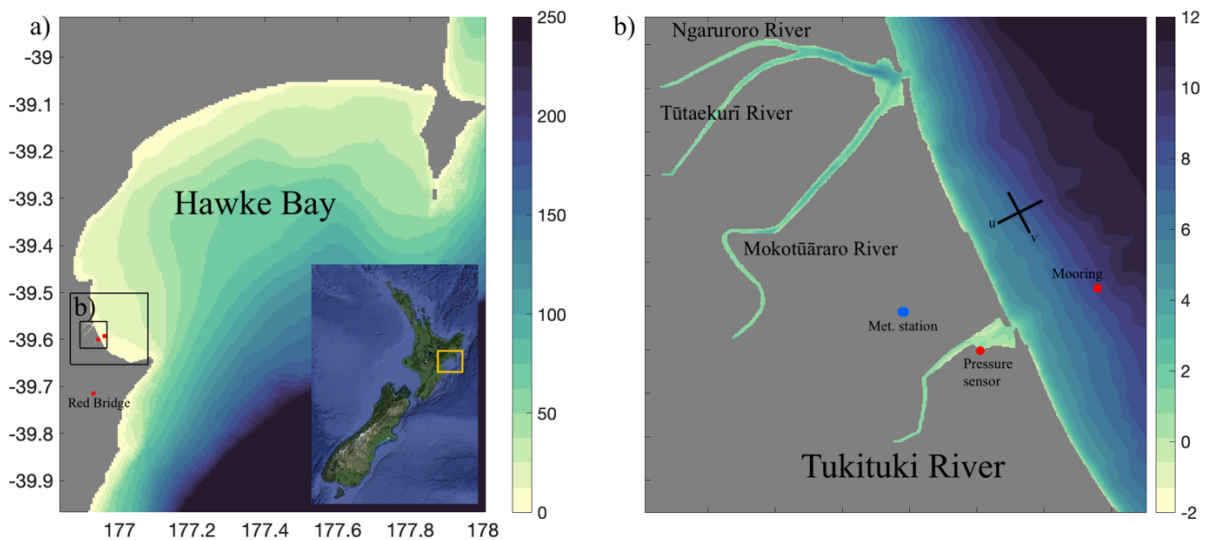 a)
-39
-39.1
-39.2
-39.3
-39.4
-39.5
-39.6
-39.7
-39.8
-39.9
Hawke Bay
b)
Red Bridge
177
177.2
177.4
177.6
177.8
178
250
200
150
100
50
0
b)
Ngaruroro River
Tūtaekurī River
Mokotūāraro River
u
v
Mooring
Met. station
Pressure
sensor
Tukituki River
12
10
8
6
4
2
0
-2